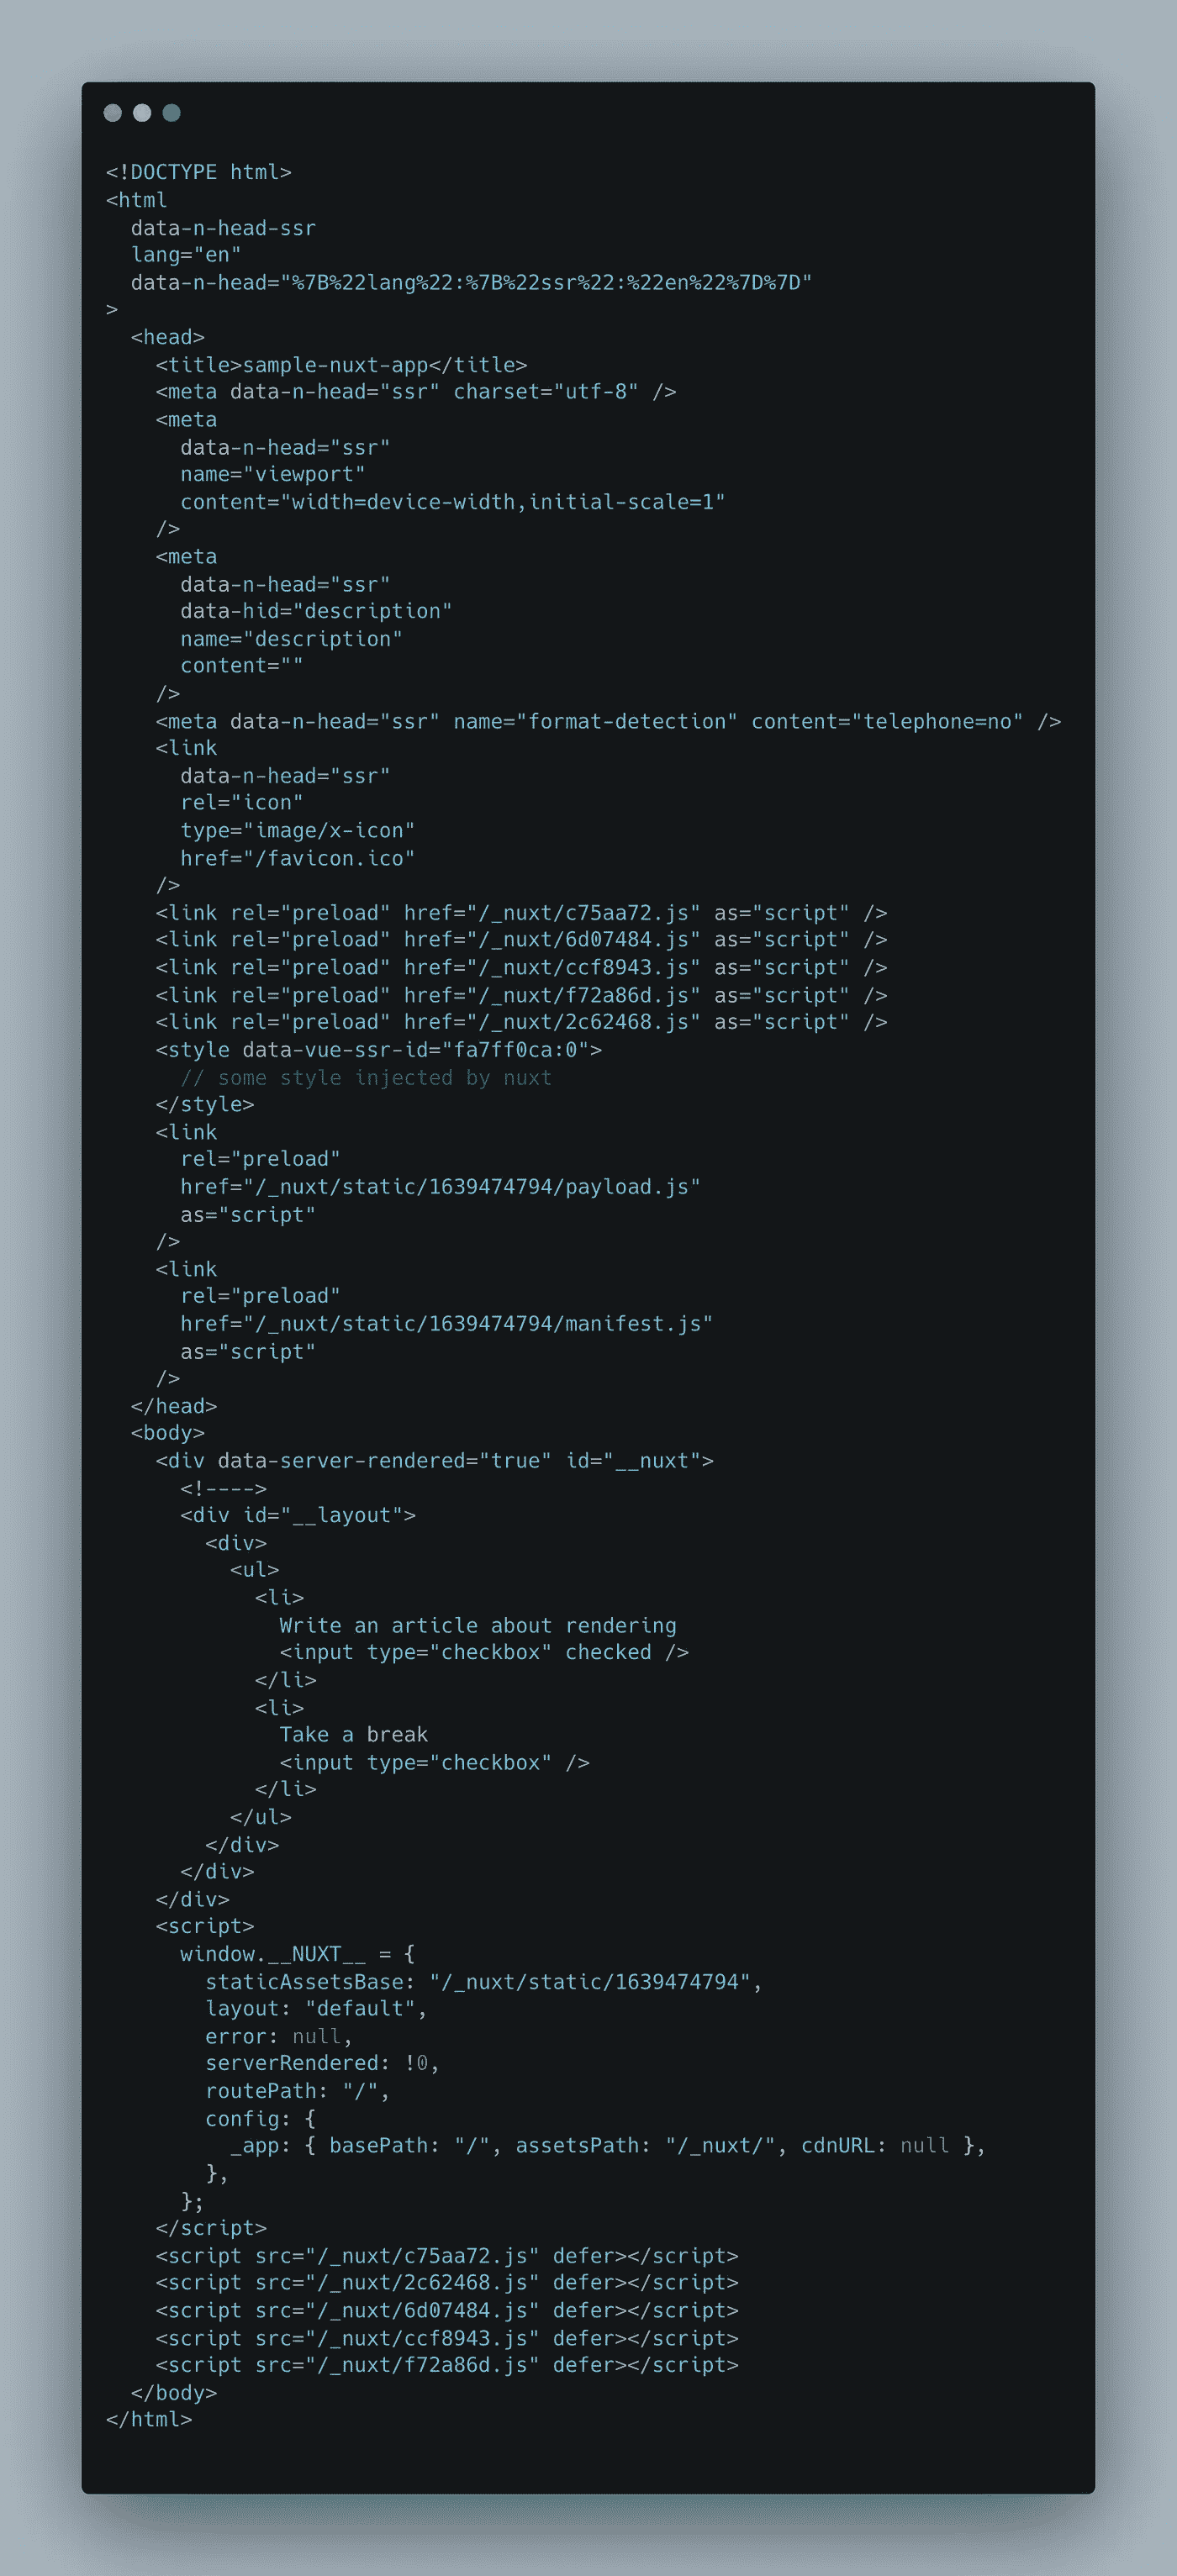 <!DOCTYPE html>
<html
  data-n-head-ssr
  lang="en"
  data-n-head="%7B%22lang%22:%7B%22ssr%22:%22en%22%7D%7D"
>
  <head>
    <title>sample-nuxt-app</title>
    <meta data-n-head="ssr" charset="utf-8" />
    <meta
      data-n-head="ssr"
      name="viewport"
      content="width=device-width,initial-scale=1"
    />
    <meta
      data-n-head="ssr"
      data-hid="description"
      name="description"
      content=""
    />
    <meta data-n-head="ssr" name="format-detection" content="telephone=no" />
    <link
      data-n-head="ssr"
      rel="icon"
      type="image/x-icon"
      href="/favicon.ico"
    />
    <link rel="preload" href="/_nuxt/c75aa72.js" as="script" />
    <link rel="preload" href="/_nuxt/6d07484.js" as="script" />
    <link rel="preload" href="/_nuxt/ccf8943.js" as="script" />
    <link rel="preload" href="/_nuxt/f72a86d.js" as="script" />
    <link rel="preload" href="/_nuxt/2c62468.js" as="script" />
    <style data-vue-ssr-id="fa7ff0ca:0">
      // some style injected by nuxt
    </style>
    <link
      rel="preload"
      href="/_nuxt/static/1639474794/payload.js"
      as="script"
    />
    <link
      rel="preload"
      href="/_nuxt/static/1639474794/manifest.js"
      as="script"
    />
  </head>
  <body>
    <div data-server-rendered="true" id="__nuxt">
      <!---->
      <div id="__layout">
        <div>
          <ul>
            <li>
              Write an article about rendering
              <input type="checkbox" checked />
            </li>
            <li>
              Take a break
              <input type="checkbox" />
            </li>
          </ul>
        </div>
      </div>
    </div>
    <script>
      window.__NUXT__ = {
        staticAssetsBase: "/_nuxt/static/1639474794",
        layout: "default",
        error: null,
        serverRendered: !0,
        routePath: "/",
        config: {
          _app: { basePath: "/", assetsPath: "/_nuxt/", cdnURL: null },
        },
      };
    </script>
    <script src="/_nuxt/c75aa72.js" defer></script>
    <script src="/_nuxt/2c62468.js" defer></script>
    <script src="/_nuxt/6d07484.js" defer></script>
    <script src="/_nuxt/ccf8943.js" defer></script>
    <script src="/_nuxt/f72a86d.js" defer></script>
  </body>
</html>